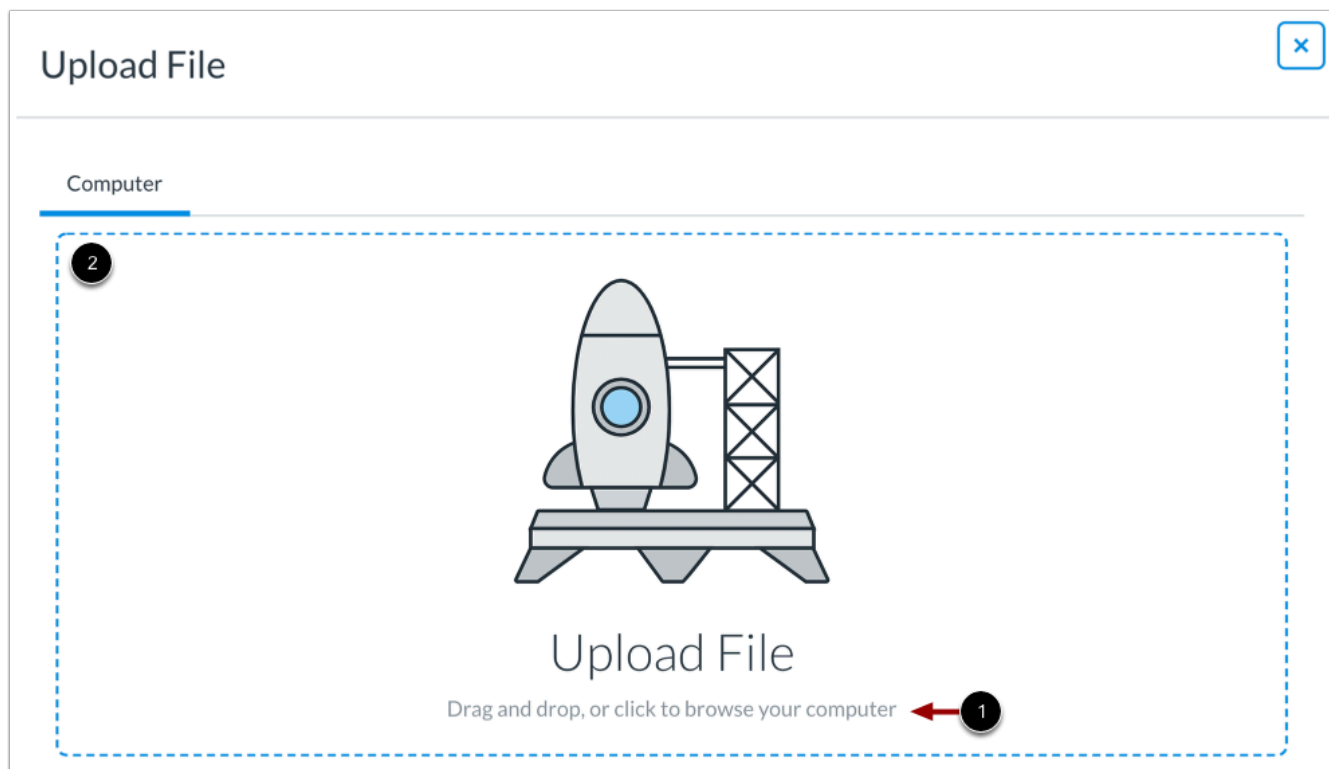 Upload File
×
Computer
2
Upload File
Drag and drop, or click to browse your computer
1